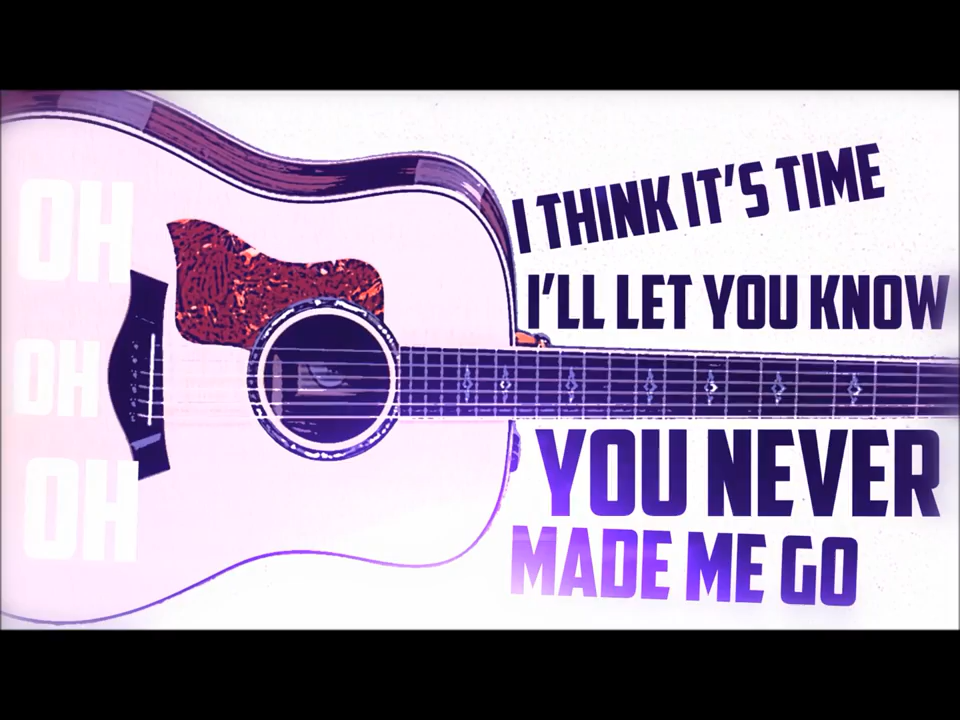 OH
OH
OH
I THINK IT'S TIME
I'LL LET YOU KNOW
YOU NEVER
MADE ME GO